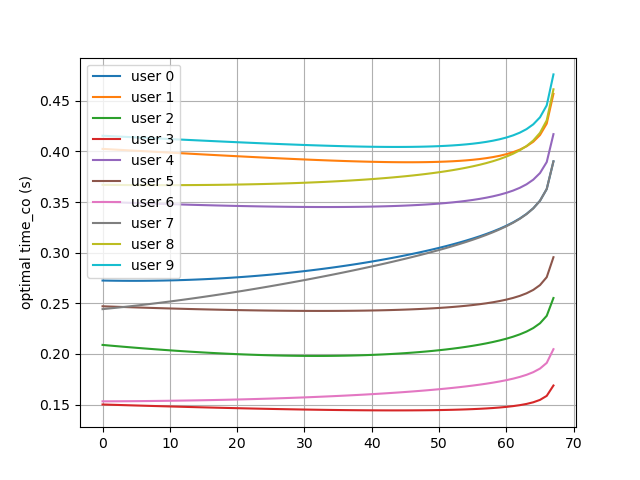 0.45
0.40
0.35
0.30
0.25
0.20
0.15
optimal time_co (s)
user 0
user 1
user 2
user 3
user 4
user 5
user 6
user 7
user 8
user 9
0 10 20 30 40 50 60 70